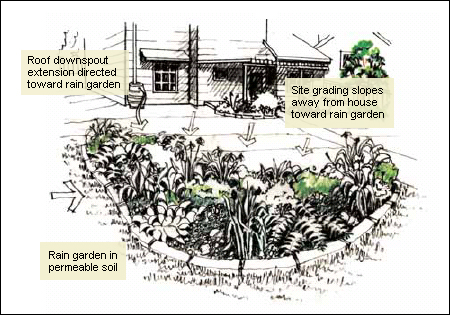 Roof downspout
extension directed
toward rain garden
Site grading slopes
away from house
toward rain garden
Rain garden in
permeable soil